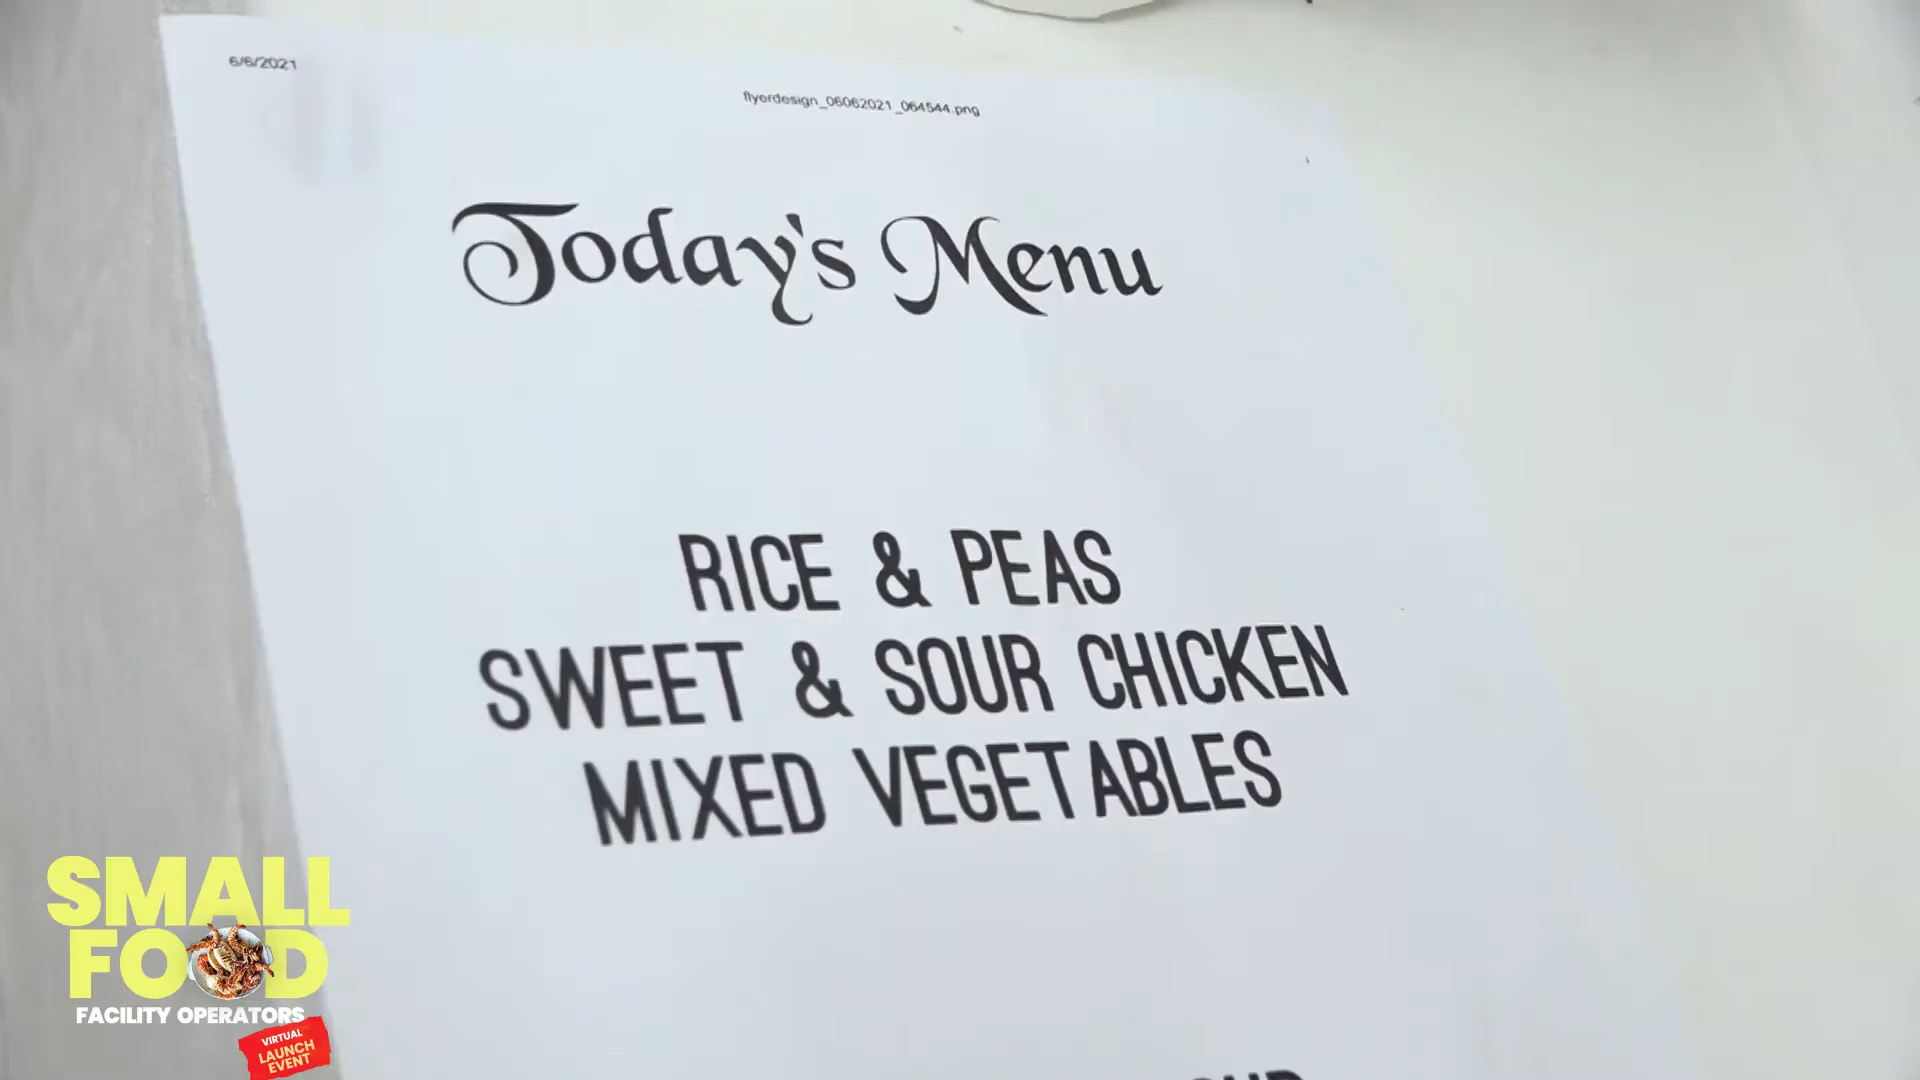 6/6/2021
flyerdesign_06062021_064544.png
Today's Menu
RICE & PEAS
SWEET & SOUR CHICKEN
MIXED VEGETABLES
SMALL
FOOD
FACILITY OPERATORS
VIRTUAL
LAUNCH
EVENT